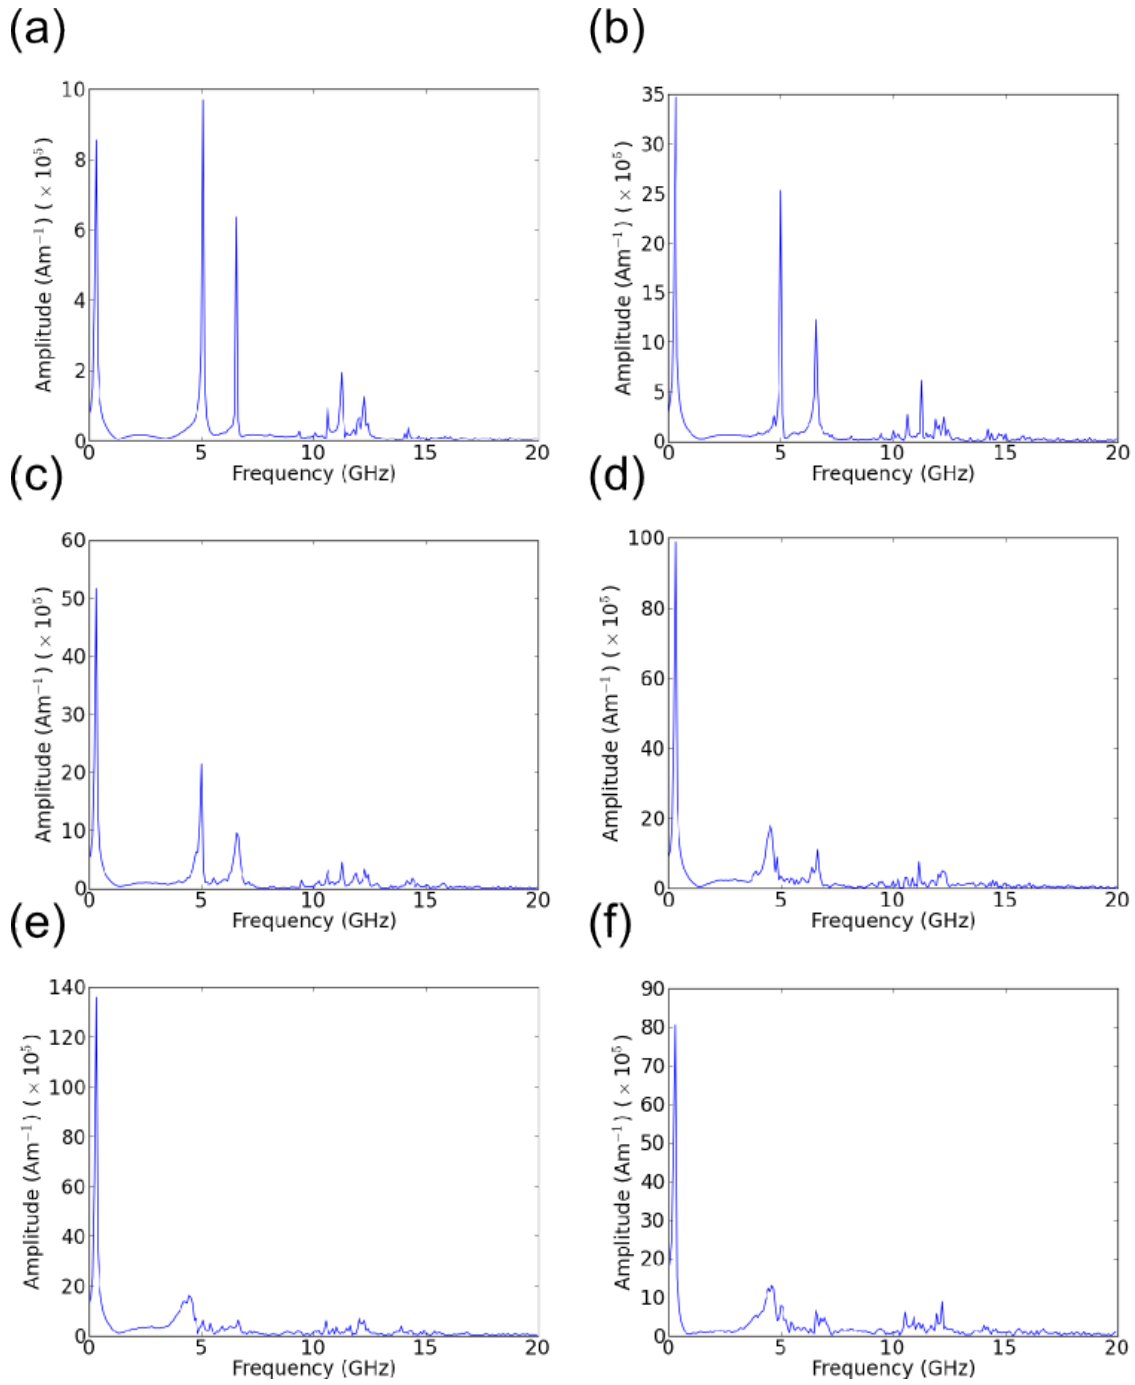 (a)
(b)
10
8
6
4
2
0
Amplitude (Am⁻¹) (× 10⁵)
0 5 10 15 20
Frequency (GHz)
35
30
25
20
15
10
5
0
Amplitude (Am⁻¹) (× 10⁵)
0 5 10 15 20
Frequency (GHz)
(c)
(d)
60
50
40
30
20
10
0
Amplitude (Am⁻¹) (× 10⁵)
0 5 10 15 20
Frequency (GHz)
100
80
60
40
20
0
Amplitude (Am⁻¹) (× 10⁵)
0 5 10 15 20
Frequency (GHz)
(e)
(f)
140
120
100
80
60
40
20
0
Amplitude (Am⁻¹) (× 10⁵)
0 5 10 15 20
Frequency (GHz)
90
80
70
60
50
40
30
20
10
0
Amplitude (Am⁻¹) (× 10⁵)
0 5 10 15 20
Frequency (GHz)